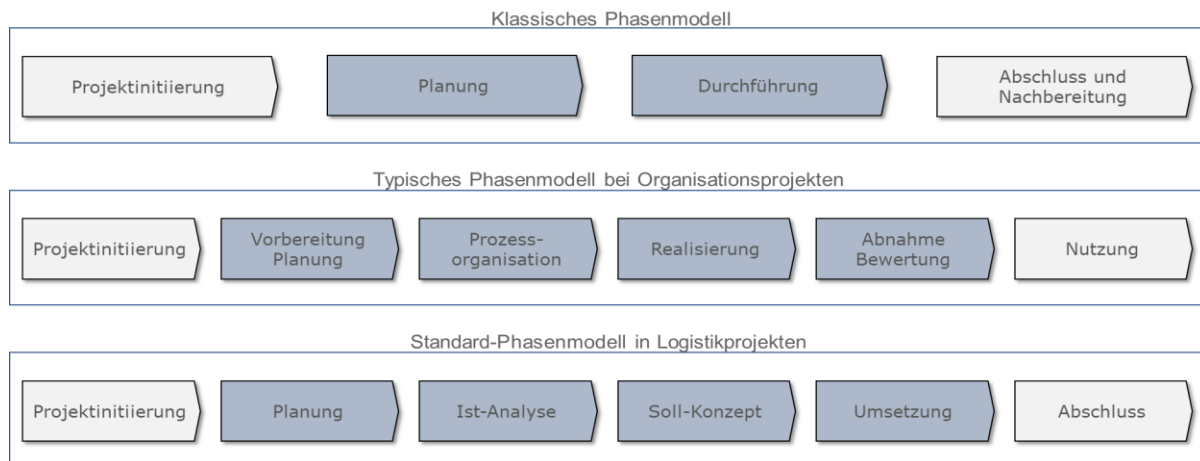 Klassisches Phasenmodell
Projektinitiierung
Planung
Durchführung
Abschluss und
Nachbereitung
Typisches Phasenmodell bei Organisationsprojekten
Projektinitiierung
Vorbereitung
Planung
Prozess-
organisation
Realisierung
Abnahme
Bewertung
Nutzung
Standard-Phasenmodell in Logistikprojekten
Projektinitiierung
Planung
Ist-Analyse
Soll-Konzept
Umsetzung
Abschluss